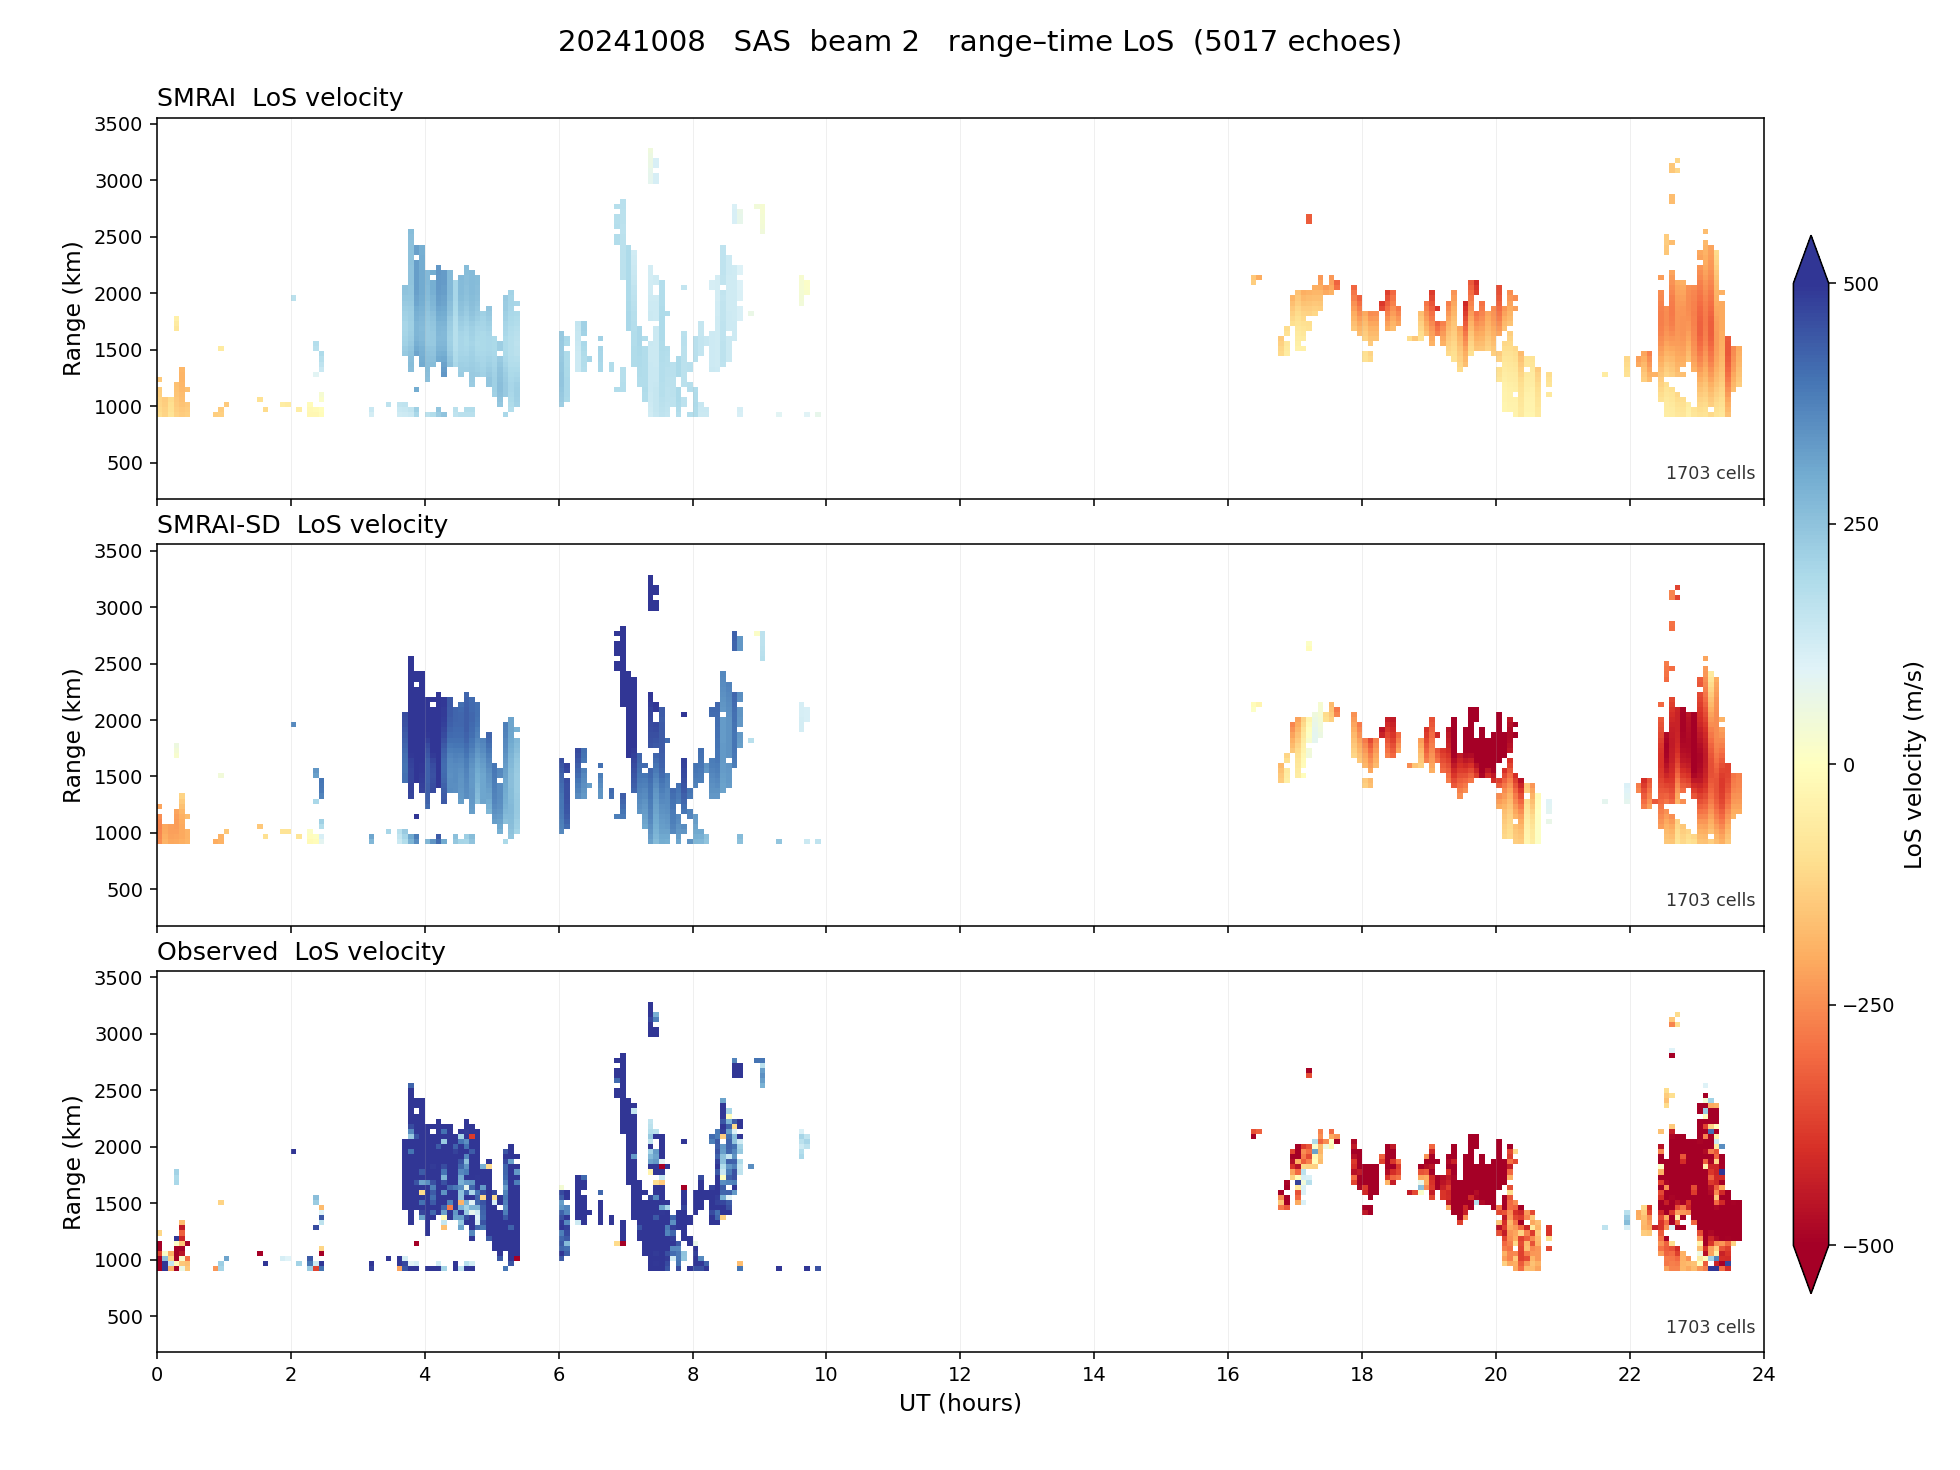 20241008   SAS  beam 2   range–time LoS  (5017 echoes)
SMRAI  LoS velocity
3500
3000
2500
2000
1500
1000
500
Range (km)
1703 cells
SMRAI-SD  LoS velocity
3500
3000
2500
2000
1500
1000
500
Range (km)
1703 cells
Observed  LoS velocity
3500
3000
2500
2000
1500
1000
500
Range (km)
1703 cells
0 2 4 6 8 10 12 14 16 18 20 22 24
UT (hours)
500
250
0
−250
−500
LoS velocity (m/s)